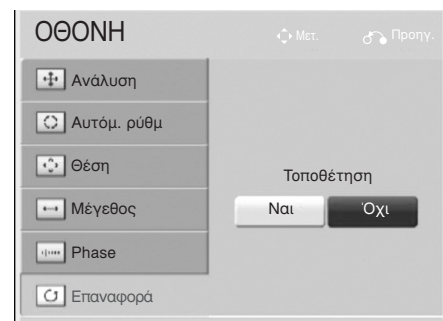 ΟΘΟΝΗ
Μετ.
Προηγ.
Ανάλυση
Αυτόμ. ρύθμ
Θέση
Μέγεθος
Phase
Επαναφορά
Τοποθέτηση
Ναι
Όχι